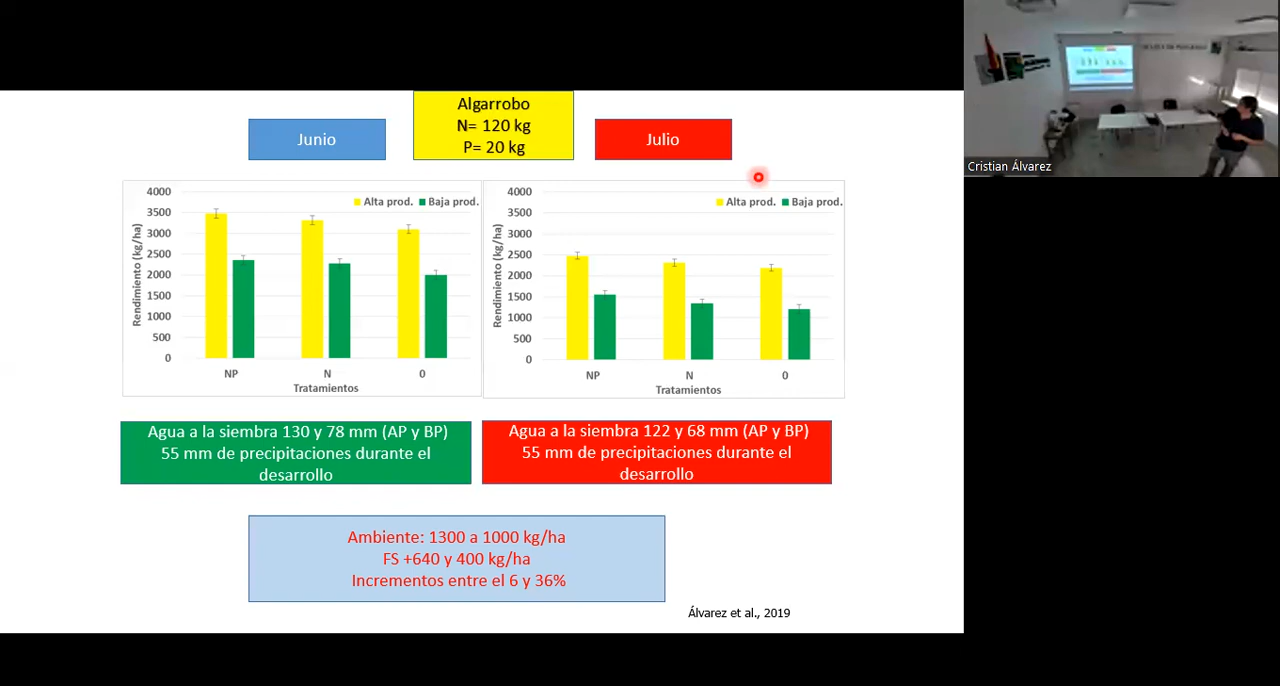 Algarrobo
N= 120 kg
P= 20 kg
Junio
Julio
4000
3500
3000
2500
2000
1500
1000
500
0
Rendimiento (kg/ha)
Alta prod.
Baja prod.
NP
N
0
Tratamientos
4000
3500
3000
2500
2000
1500
1000
500
0
Rendimiento (kg/ha)
Alta prod.
Baja prod.
NP
N
0
Tratamientos
Agua a la siembra 130 y 78 mm (AP y BP)
55 mm de precipitaciones durante el
desarrollo
Agua a la siembra 122 y 68 mm (AP y BP)
55 mm de precipitaciones durante el
desarrollo
Ambiente: 1300 a 1000 kg/ha
FS +640 y 400 kg/ha
Incrementos entre el 6 y 36%
Álvarez et al., 2019
Cristian Álvarez